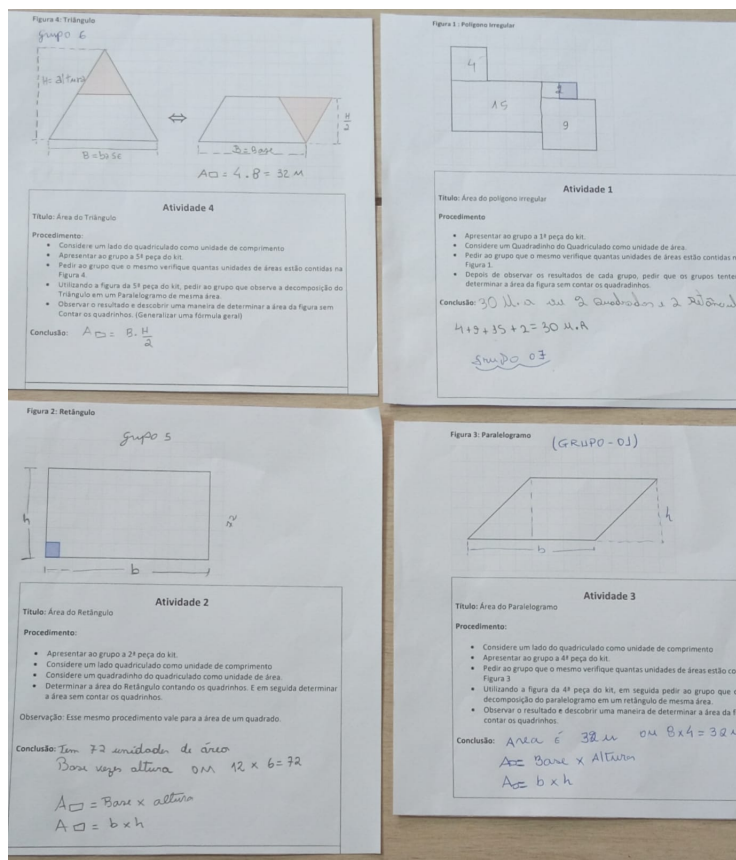 Figura 4: Triângulo
Grupo 6
H= altura
B = base
B = Base
H
2
A▱ = 4 . 8 = 32 u
Atividade 4
Título: Área do Triângulo
Procedimento:
• Considere um lado do quadriculado como unidade de comprimento
• Apresentar ao grupo a 5ª peça do kit.
• Pedir ao grupo que o mesmo verifique quantas unidades de áreas estão contidas na
Figura 4.
• Utilizando a figura da 5ª peça do kit, pedir ao grupo que observe a decomposição do
Triângulo em um Paralelogramo de mesma área.
• Observar o resultado e descobrir uma maneira de determinar a área da figura sem
Contar os quadrinhos. (Generalizar uma fórmula geral)
Conclusão: A▱ = B. H/2
Figura 1 : Polígono Irregular
4
15
2
9
Atividade 1
Título: Área do polígono irregular
Procedimento
• Apresentar ao grupo a 1ª peça do kit.
• Considere um Quadradinho do Quadriculado como unidade de área.
• Pedir ao grupo que o mesmo verifique quantas unidades de áreas estão contidas n
Figura 1.
• Depois de observar os resultados de cada grupo, pedir que os grupos tente
determinar a área da figura sem contar os quadradinhos.
Conclusão: 30 u.a 2 Quadrados e 2 Retângul
4+9+15+2=30 u.A
Grupo 07
Figura 2: Retângulo
Grupo 5
h
b
Atividade 2
Título: Área do Retângulo
Procedimento:
• Apresentar ao grupo a 2ª peça do kit.
• Considere um lado quadriculado como unidade de comprimento
• Considere um quadradinho do quadriculado como unidade de área.
• Determinar a área do Retângulo contando os quadrinhos. E em seguida determinar
a área sem contar os quadrinhos.
Observação: Esse mesmo procedimento vale para a área de um quadrado.
Conclusão: Tem 72 unidades de área
Base vezes altura ou 12 x 6 = 72
A▭ = Base x altura
A▭ = b x h
Figura 3: Paralelogramo
(GRUPO - 01)
h
b
Atividade 3
Título: Área do Paralelogramo
Procedimento:
• Considere um lado do quadriculado como unidade de comprimento
• Apresentar ao grupo a 4ª peça do kit.
• Pedir ao grupo que o mesmo verifique quantas unidades de áreas estão co
Figura 3
• Utilizando a figura da 4ª peça do kit, em seguida pedir ao grupo que
decomposição do paralelogramo em um retângulo de mesma área.
• Observar o resultado e descobrir uma maneira de determinar a área da f
contar os quadrinhos.
Conclusão: Area É 32 u ou 8 x 4 = 32 u
A▱= Base x Altura
A▱= b x h